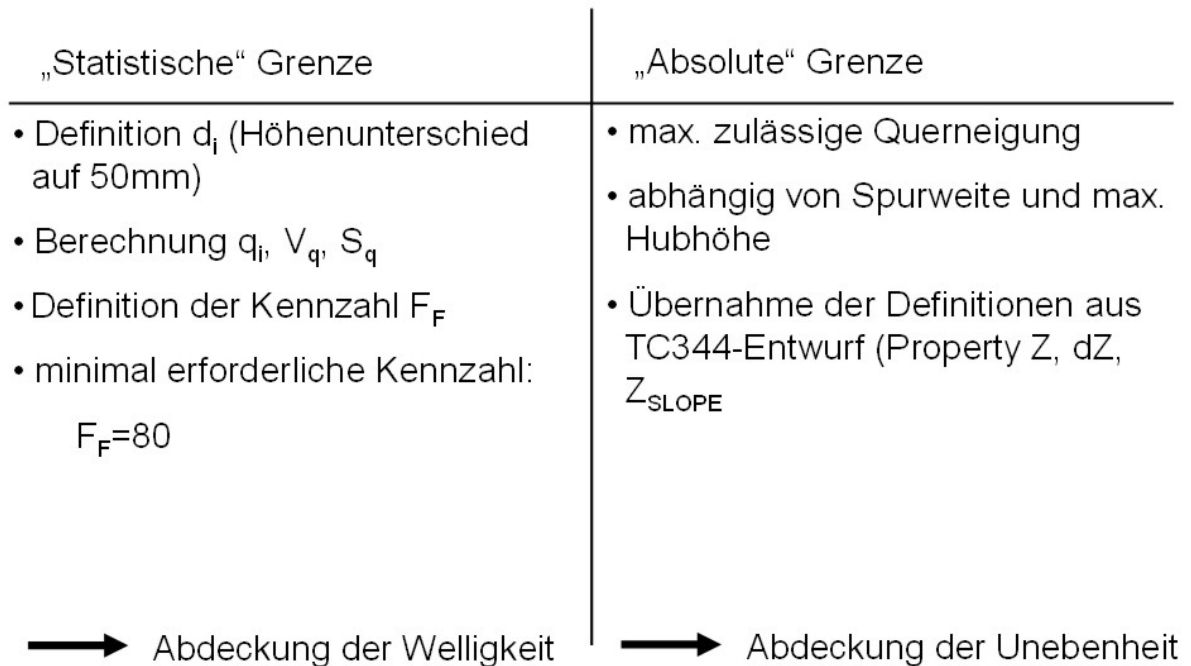 „Statistische“ Grenze
• Definition dᵢ (Höhenunterschied
auf 50mm)
• Berechnung qᵢ, V_q, S_q
• Definition der Kennzahl F_F
• minimal erforderliche Kennzahl:
F_F=80
Abdeckung der Welligkeit
„Absolute“ Grenze
• max. zulässige Querneigung
• abhängig von Spurweite und max.
Hubhöhe
• Übernahme der Definitionen aus
TC344-Entwurf (Property Z, dZ,
Z_SLOPE
Abdeckung der Unebenheit